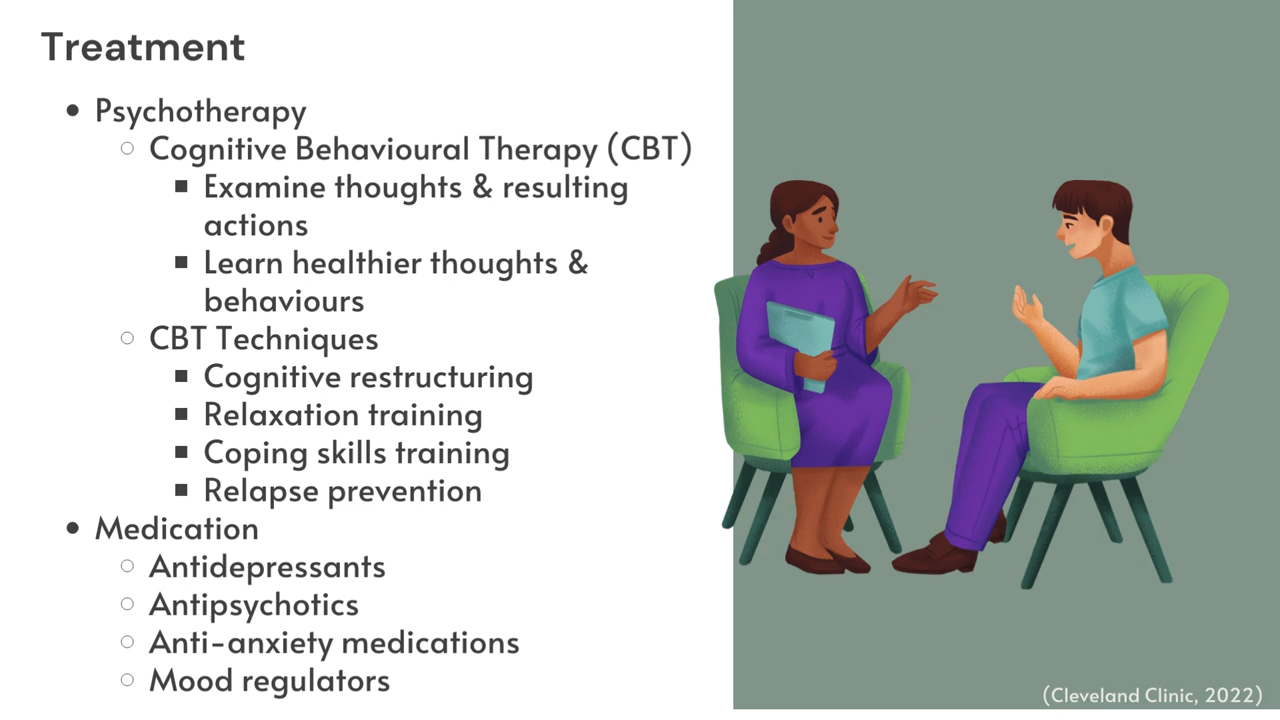 Treatment
Psychotherapy
Cognitive Behavioural Therapy (CBT)
Examine thoughts & resulting
actions
Learn healthier thoughts &
behaviours
CBT Techniques
Cognitive restructuring
Relaxation training
Coping skills training
Relapse prevention
Medication
Antidepressants
Antipsychotics
Anti-anxiety medications
Mood regulators
(Cleveland Clinic, 2022)